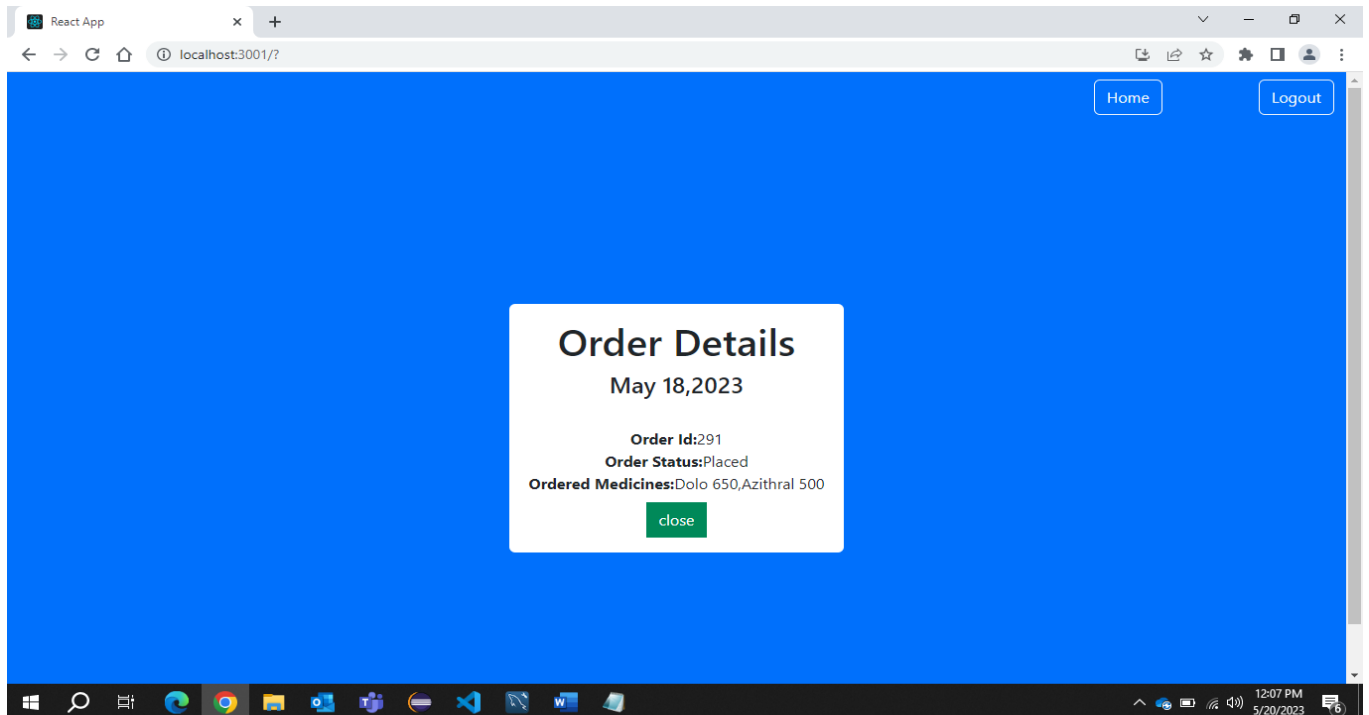 React App
localhost:3001/?
Home
Logout
Order Details
May 18,2023
Order Id:291
Order Status:Placed
Ordered Medicines:Dolo 650,Azithral 500
close
12:07 PM
5/20/2023
6